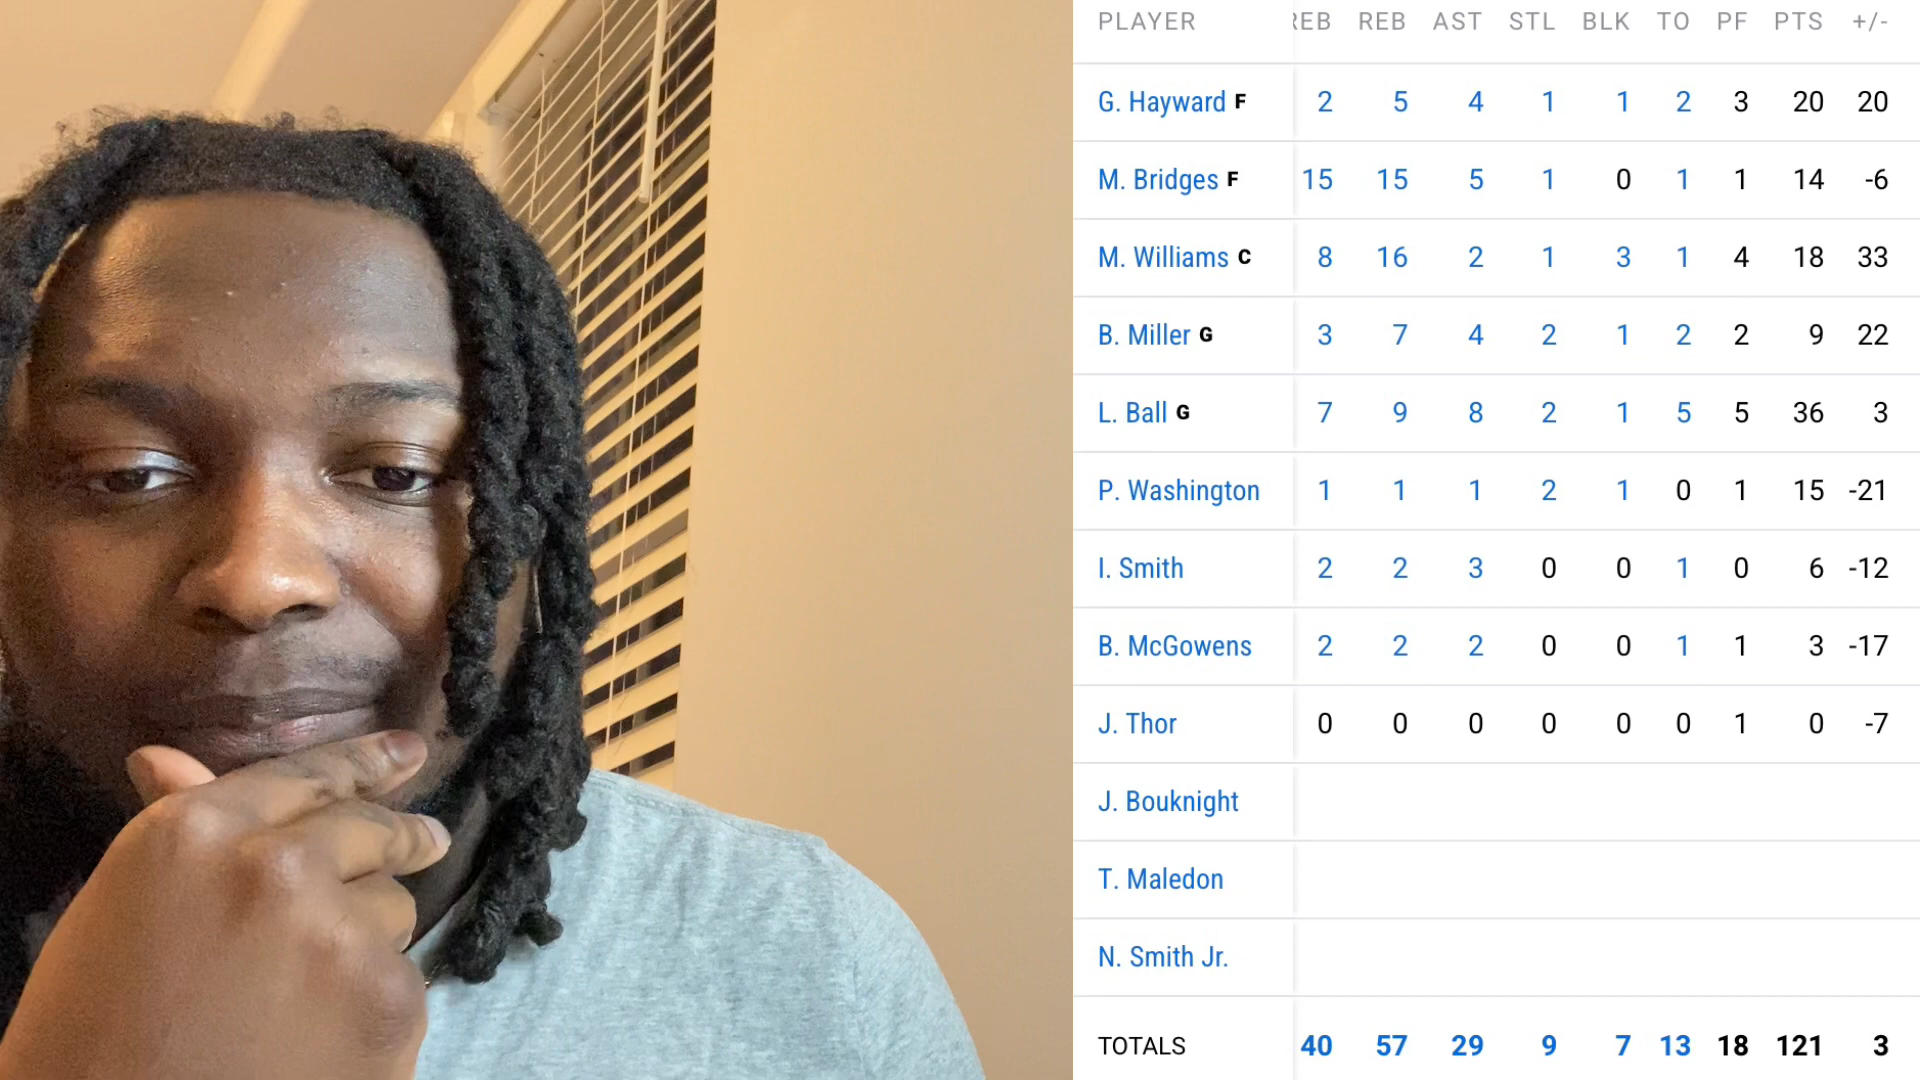 PLAYER REB REB AST STL BLK TO PF PTS +/-
G. Hayward F 2 5 4 1 1 2 3 20 20
M. Bridges F 15 15 5 1 0 1 1 14 -6
M. Williams C 8 16 2 1 3 1 4 18 33
B. Miller G 3 7 4 2 1 2 2 9 22
L. Ball G 7 9 8 2 1 5 5 36 3
P. Washington 1 1 1 2 1 0 1 15 -21
I. Smith 2 2 3 0 0 1 0 6 -12
B. McGowens 2 2 2 0 0 1 1 3 -17
J. Thor 0 0 0 0 0 0 1 0 -7
J. Bouknight
T. Maledon
N. Smith Jr.
TOTALS 40 57 29 9 7 13 18 121 3